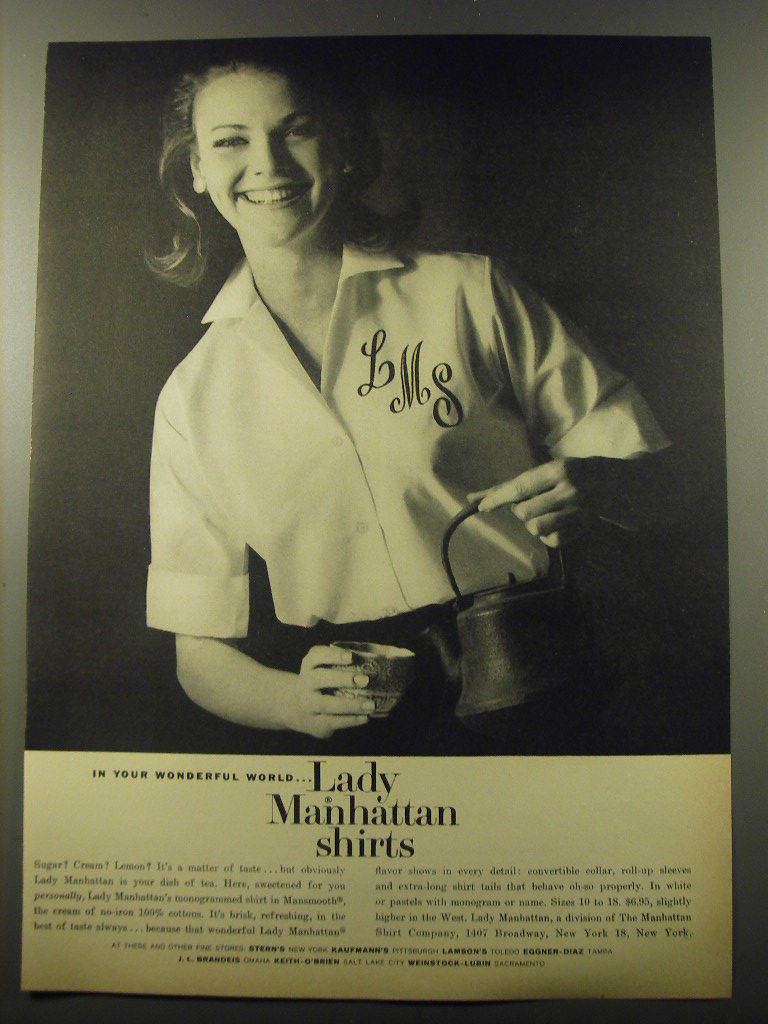 LMS
IN YOUR WONDERFUL WORLD...Lady
Manhattan®
shirts
Sugar? Cream? Lemon? It's a matter of taste...but obviously
Lady Manhattan is your dish of tea. Here, sweetened for you
personally, Lady Manhattan's monogrammed shirt in Mansmooth®,
the cream of no-iron 100% cottons. It's brisk, refreshing, in the
best of taste always...because that wonderful Lady Manhattan®
flavor shows in every detail: convertible collar, roll-up sleeves
and extra-long shirt tails that behave oh-so properly. In white
or pastels with monogram or name. Sizes 10 to 18. $6.95, slightly
higher in the West. Lady Manhattan, a division of The Manhattan
Shirt Company, 1407 Broadway, New York 18, New York.
AT THESE AND OTHER FINE STORES: STERN'S NEW YORK KAUFMANN'S PITTSBURGH LAMSON'S TOLEDO EGGNER-DIAZ TAMPA
J. L. BRANDEIS OMAHA KEITH-O'BRIEN SALT LAKE CITY WEINSTOCK-LUBIN SACRAMENTO